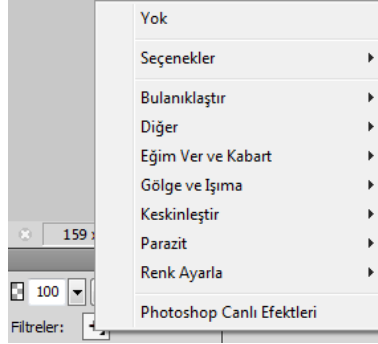 Yok
Seçenekler
Bulanıklaştır
Diğer
Eğim Ver ve Kabart
Gölge ve Işıma
Keskinleştir
Parazit
Renk Ayarla
Photoshop Canlı Efektleri
159
100
Filtreler: